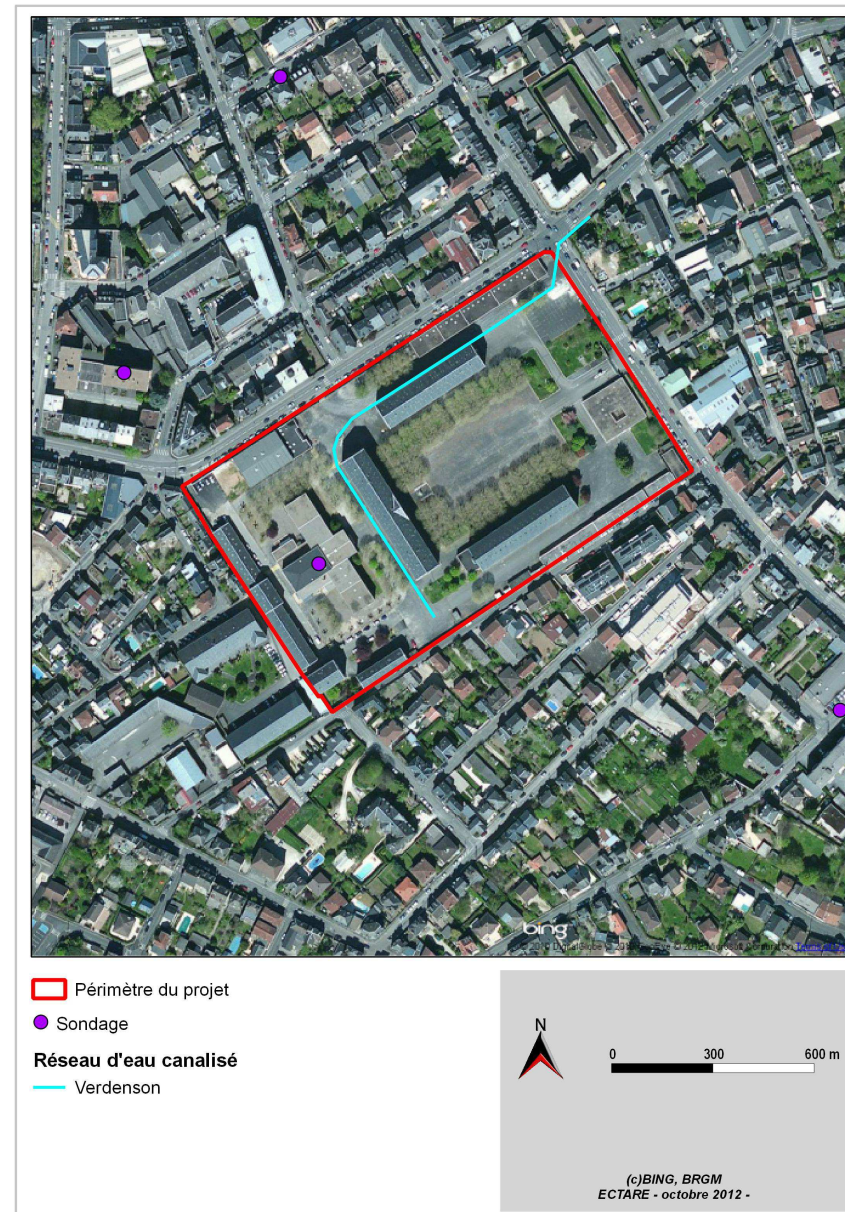 bing
Périmètre du projet
Sondage
Réseau d'eau canalisé
Verdenson
N
0 300 600 m
(c)BING, BRGM
ECTARE - octobre 2012 -